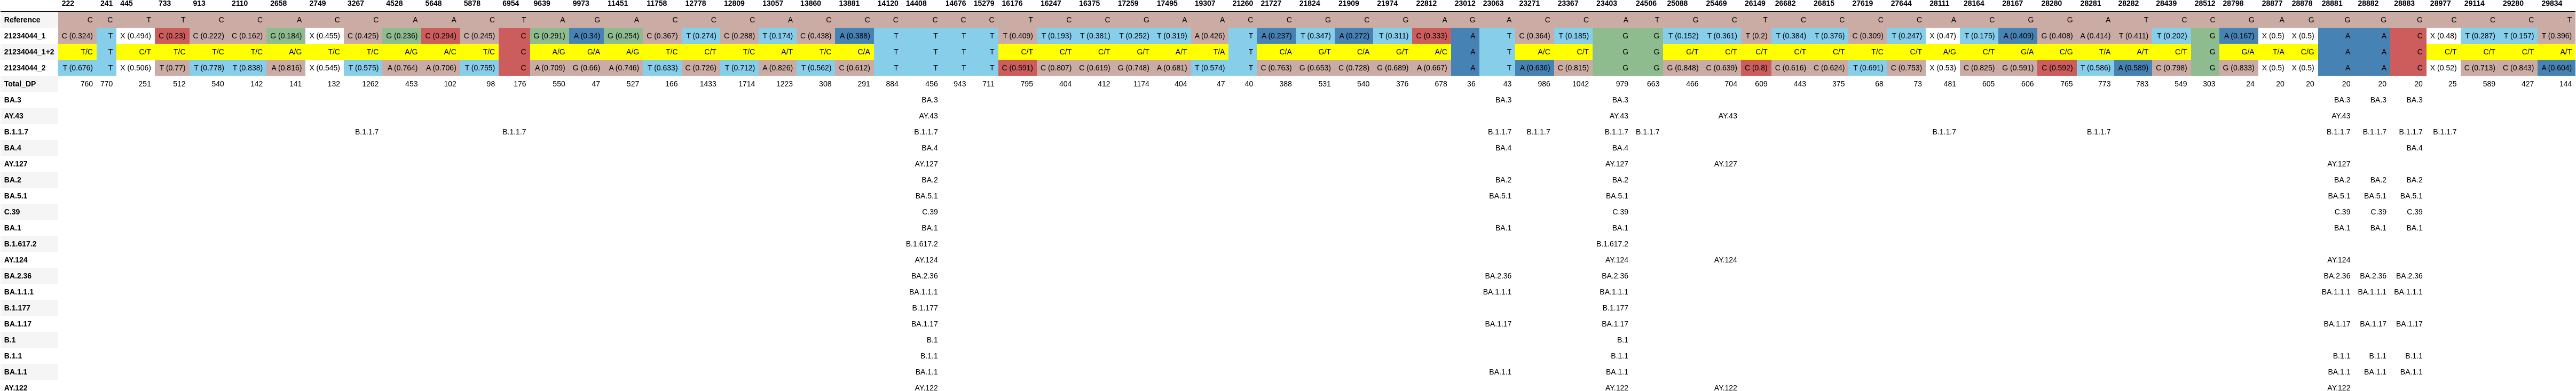 222 241 445 733 913 2110 2658 2749 3267 4528 5648 5878 6954 9639 9973 11451 11758 12778 12809 13057 13860 13881 14120 14408 14676 15279 16176 16247 16375 17259 17495 19307 21260 21727 21824 21909 21974 22812 23012 23063 23271 23367 23403 24506 25088 25469 26149 26682 26815 27619 27644 28111 28164 28167 28280 28281 28282 28439 28512 28798 28877 28878 28881 28882 28883 28977 29114 29280 29834
Reference C C T T C C A C C A A C T A G A C C C A C C C C C C T C C G A A C C G C G A G A C C A T G C T C C C C A C G G A T C C G A G G G G C C C T
21234044_1 C (0.324) T X (0.494) C (0.23) C (0.222) C (0.162) G (0.184) X (0.455) C (0.425) G (0.230) C (0.294) C (0.245) C G (0.291) A (0.34) G (0.254) C (0.367) T (0.274) C (0.288) T (0.174) C (0.438) A (0.388) T T T T T (0.409) T (0.193) T (0.381) T (0.252) T (0.319) A (0.426) T A (0.237) T (0.347) A (0.272) T (0.311) C (0.333) A T C (0.364) T (0.185) G G T (0.152) T (0.361) T (0.2) T (0.384) T (0.376) C (0.309) T (0.247) X (0.47) T (0.175) A (0.409) G (0.408) A (0.414) T (0.411) T (0.202) G A (0.167) X (0.5) X (0.5) A A C X (0.48) T (0.287) T (0.157) T (0.396)
21234044_1+2 T/C T C/T T/C T/C T/C A/G T/C T/C A/G A/C T/C C A/G G/A A/G T/C C/T T/C A/T T/C C/A T T T T C/T C/T C/T G/T A/T T/A T C/A G/T C/A G/T A/C A T A/C C/T G G G/T C/T C/T C/T C/T T/C C/T A/G C/T G/A C/G T/A A/T C/T G G/A T/A C/G A A C C/T C/T C/T A/T
21234044_2 T (0.676) T X (0.506) T (0.77) T (0.778) T (0.838) A (0.816) X (0.545) T (0.575) A (0.764) A (0.706) T (0.755) C A (0.709) G (0.66) A (0.746) T (0.633) C (0.726) T (0.712) A (0.826) T (0.562) C (0.612) T T T T C (0.591) C (0.807) C (0.619) G (0.748) A (0.681) T (0.574) T C (0.763) G (0.653) C (0.728) G (0.689) A (0.667) A T A (0.636) C (0.815) G G G (0.848) C (0.639) C (0.8) C (0.616) C (0.624) T (0.691) C (0.753) X (0.53) C (0.825) G (0.591) C (0.592) T (0.586) A (0.589) C (0.798) G G (0.833) X (0.5) X (0.5) A A C X (0.52) C (0.713) C (0.843) A (0.604)
Total_DP 760 770 251 512 540 142 141 132 1262 453 102 98 176 550 47 527 166 1433 1714 1223 308 291 884 456 943 711 795 404 412 1174 404 47 40 388 531 540 376 678 36 43 986 1042 979 663 466 704 609 443 375 68 73 481 605 606 765 773 783 549 303 24 20 20 20 20 20 25 589 427 144
BA.3 BA.3 BA.3 BA.3 BA.3 BA.3 BA.3
AY.43 AY.43 AY.43 AY.43 AY.43
B.1.1.7 B.1.1.7 B.1.1.7 B.1.1.7 B.1.1.7 B.1.1.7 B.1.1.7 B.1.1.7 B.1.1.7 B.1.1.7 B.1.1.7 B.1.1.7 B.1.1.7 B.1.1.7
BA.4 BA.4 BA.4 BA.4 BA.4
AY.127 AY.127 AY.127 AY.127 AY.127
BA.2 BA.2 BA.2 BA.2 BA.2 BA.2 BA.2
BA.5.1 BA.5.1 BA.5.1 BA.5.1 BA.5.1 BA.5.1 BA.5.1
C.39 C.39 C.39 C.39 C.39 C.39
BA.1 BA.1 BA.1 BA.1 BA.1 BA.1 BA.1
B.1.617.2 B.1.617.2 B.1.617.2
AY.124 AY.124 AY.124 AY.124 AY.124
BA.2.36 BA.2.36 BA.2.36 BA.2.36 BA.2.36 BA.2.36 BA.2.36
BA.1.1.1 BA.1.1.1 BA.1.1.1 BA.1.1.1 BA.1.1.1 BA.1.1.1 BA.1.1.1
B.1.177 B.1.177 B.1.177
BA.1.17 BA.1.17 BA.1.17 BA.1.17 BA.1.17 BA.1.17 BA.1.17
B.1 B.1 B.1
B.1.1 B.1.1 B.1.1 B.1.1 B.1.1 B.1.1
BA.1.1 BA.1.1 BA.1.1 BA.1.1 BA.1.1 BA.1.1 BA.1.1
AY.122 AY.122 AY.122 AY.122 AY.122